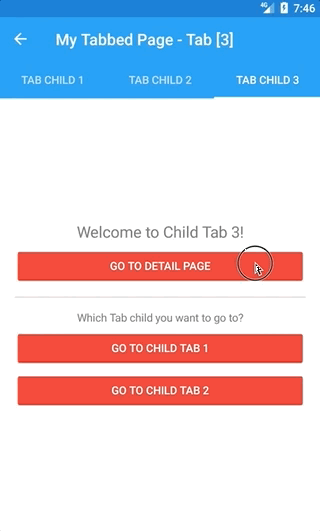 4G 7:46
My Tabbed Page - Tab [3]
TAB CHILD 1 TAB CHILD 2 TAB CHILD 3
Welcome to Child Tab 3!
GO TO DETAIL PAGE
Which Tab child you want to go to?
GO TO CHILD TAB 1
GO TO CHILD TAB 2